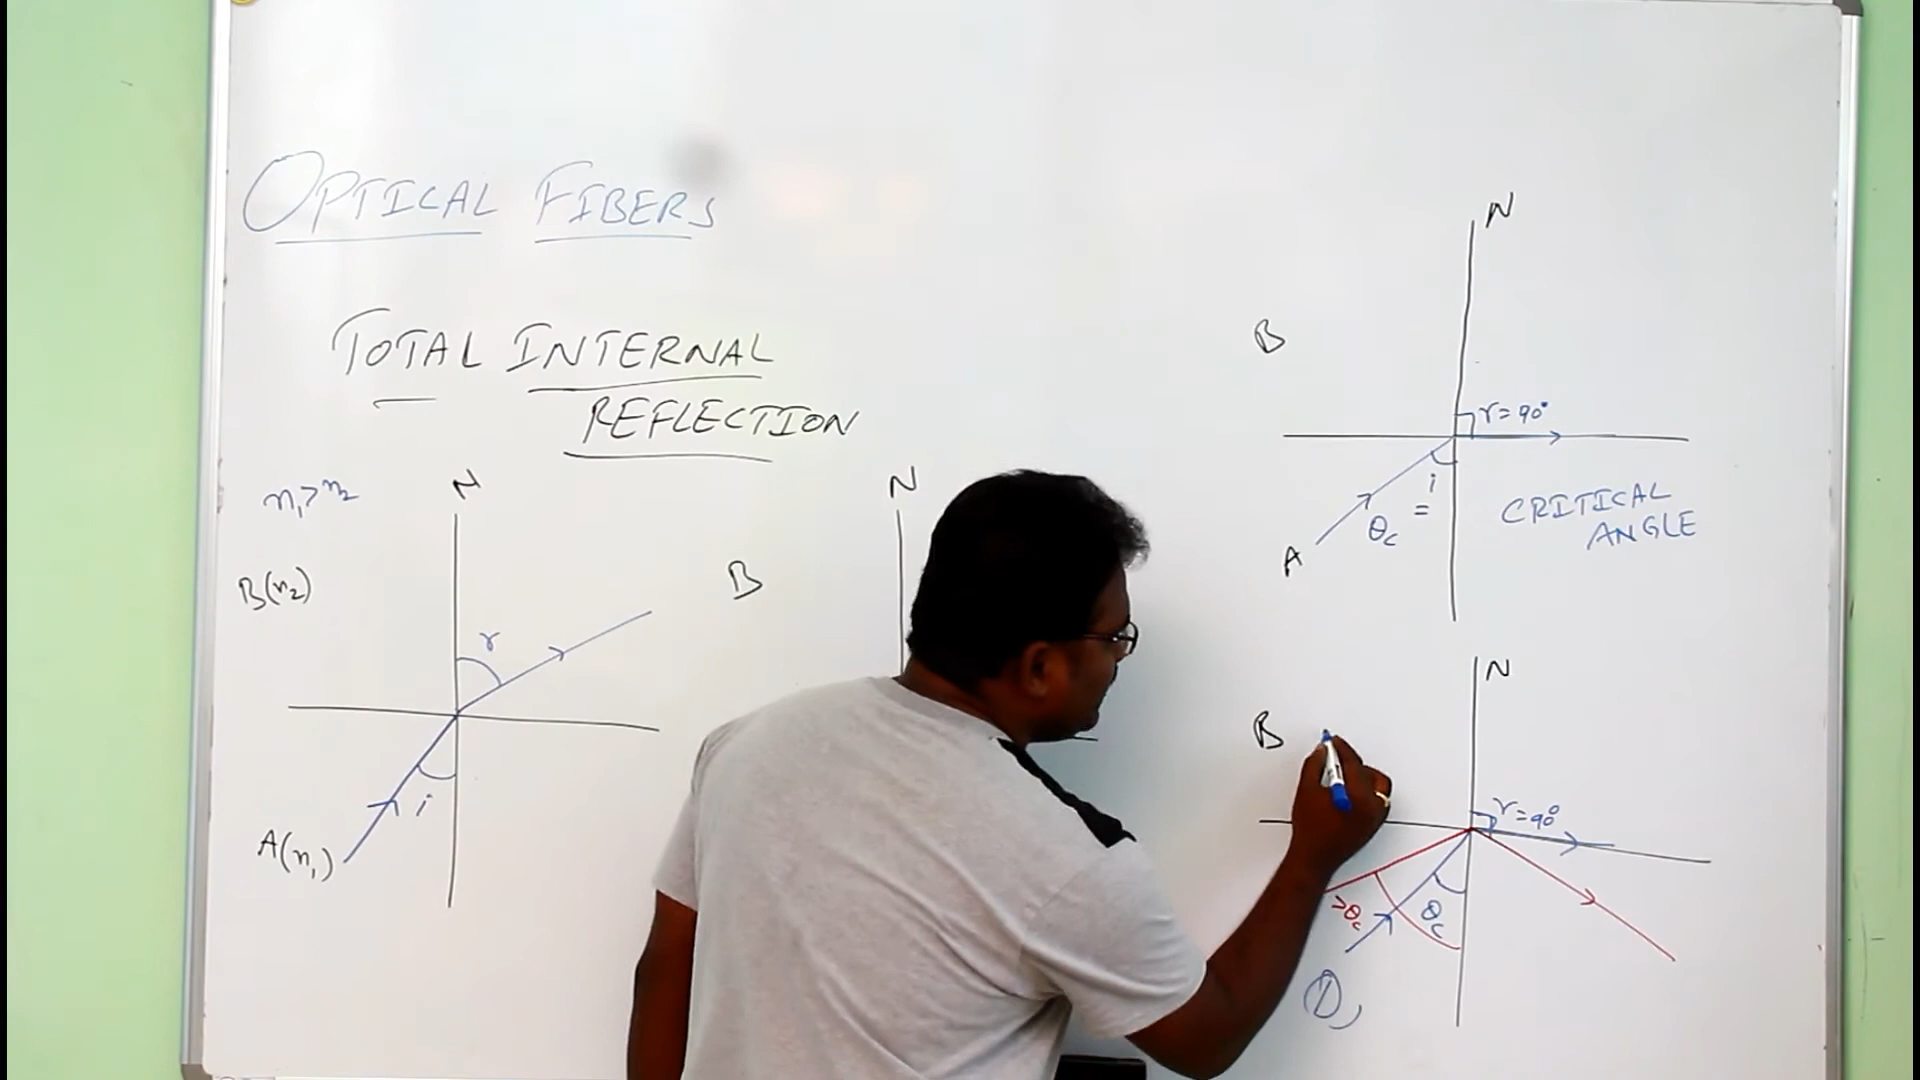 OPTICAL FIBERS
TOTAL INTERNAL
REFLECTION
n₁>n₂
N
B(n₂)
r
i
A(n₁)
N
B
N
B
r=90°
i
θc =
A
CRITICAL
ANGLE
N
B
r=90°
>θc
θc
①